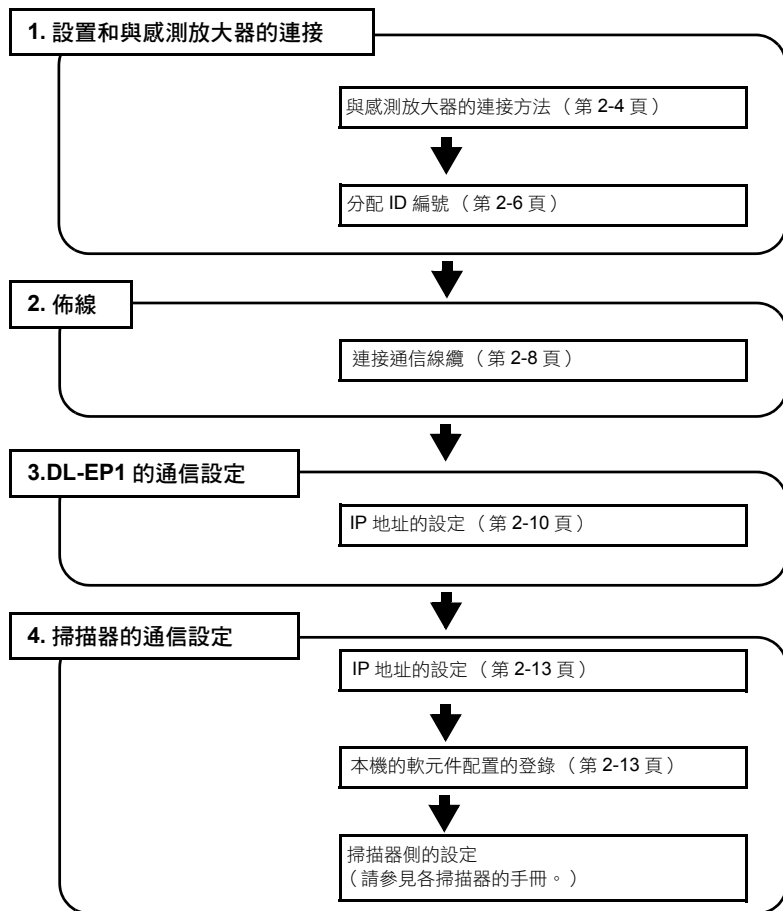 1. 設置和與感測放大器的連接
與感測放大器的連接方法（第 2-4 頁）
分配 ID 編號（第 2-6 頁）
2. 佈線
連接通信線纜（第 2-8 頁）
3.DL-EP1 的通信設定
IP 地址的設定（第 2-10 頁）
4. 掃描器的通信設定
IP 地址的設定（第 2-13 頁）
本機的軟元件配置的登錄（第 2-13 頁）
掃描器側的設定
（請參見各掃描器的手冊。）